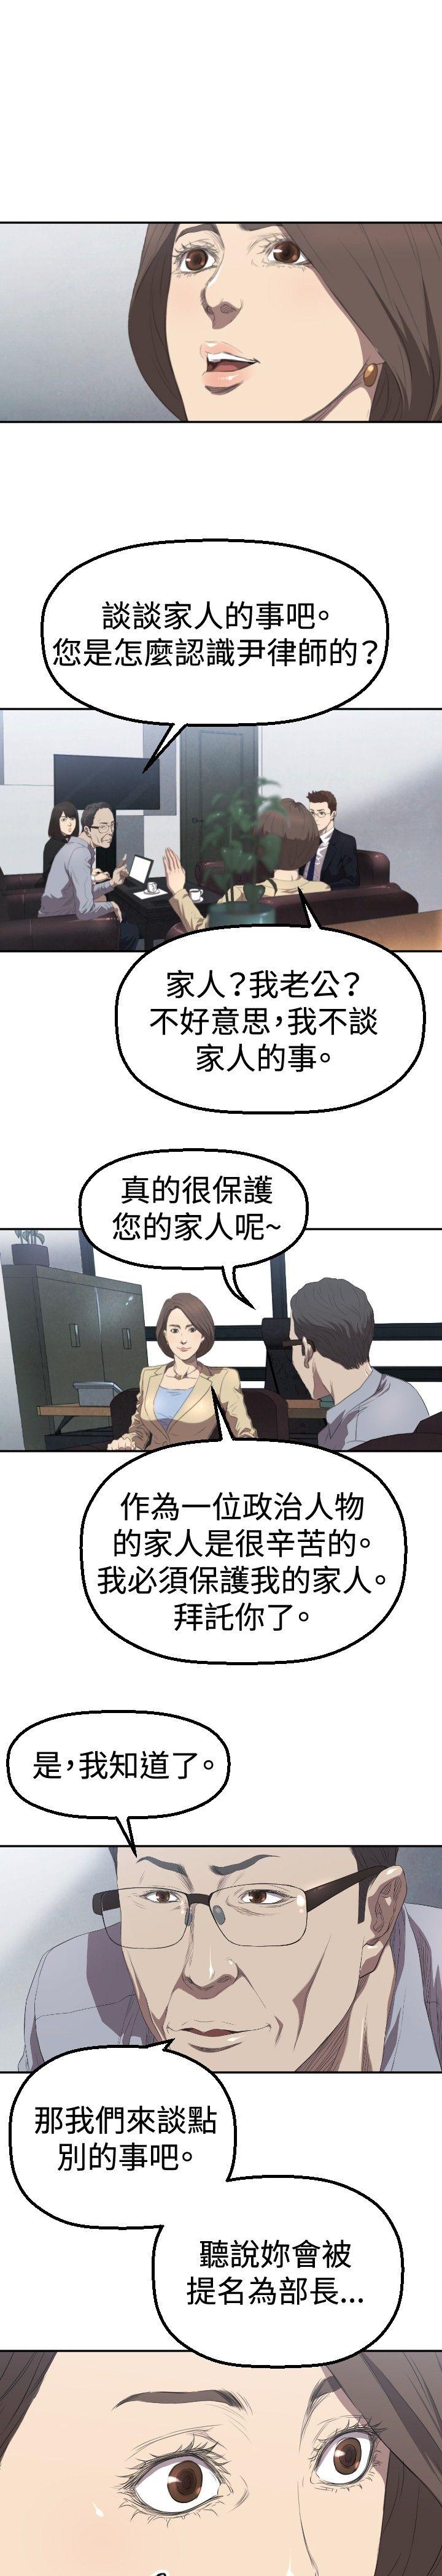 談談家人的事吧。
您是怎麼認識尹律師的？
家人？我老公？
不好意思，我不談
家人的事。
真的很保護
您的家人呢~
作為一位政治人物
的家人是很辛苦的。
我必須保護我的家人。
拜託你了。
是，我知道了。
那我們來談點
別的事吧。
聽說妳會被
提名為部長...